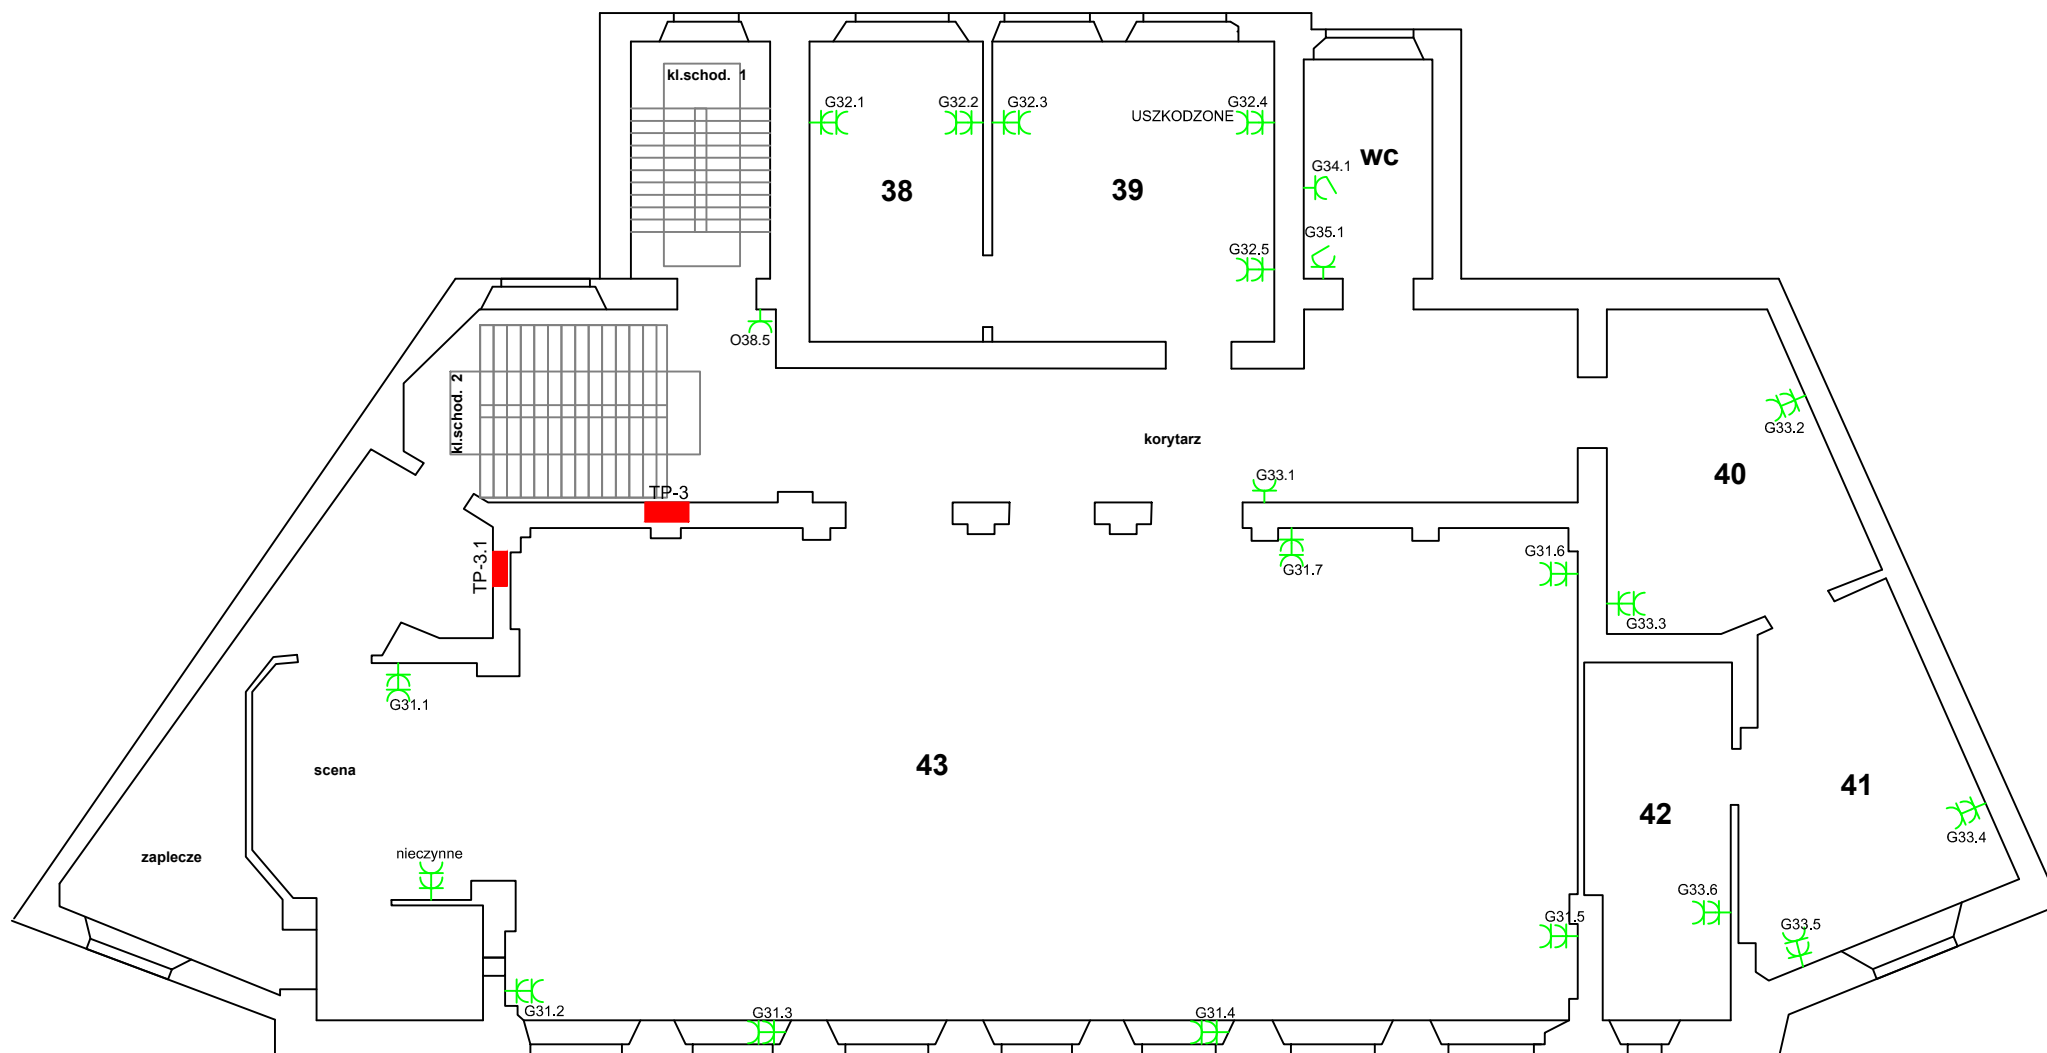 kl.schod. 1
G32.1
G32.2
G32.3
G32.4
USZKODZONE
wc
G34.1
38
39
G35.1
G32.5
O38.5
kl.schod. 2
G33.2
korytarz
40
G33.1
TP-3
TP-3.1
G31.6
G31.7
G33.3
G31.1
43
scena
41
42
G33.4
nieczynne
zaplecze
G33.6
G31.5
G33.5
G31.2
G31.3
G31.4